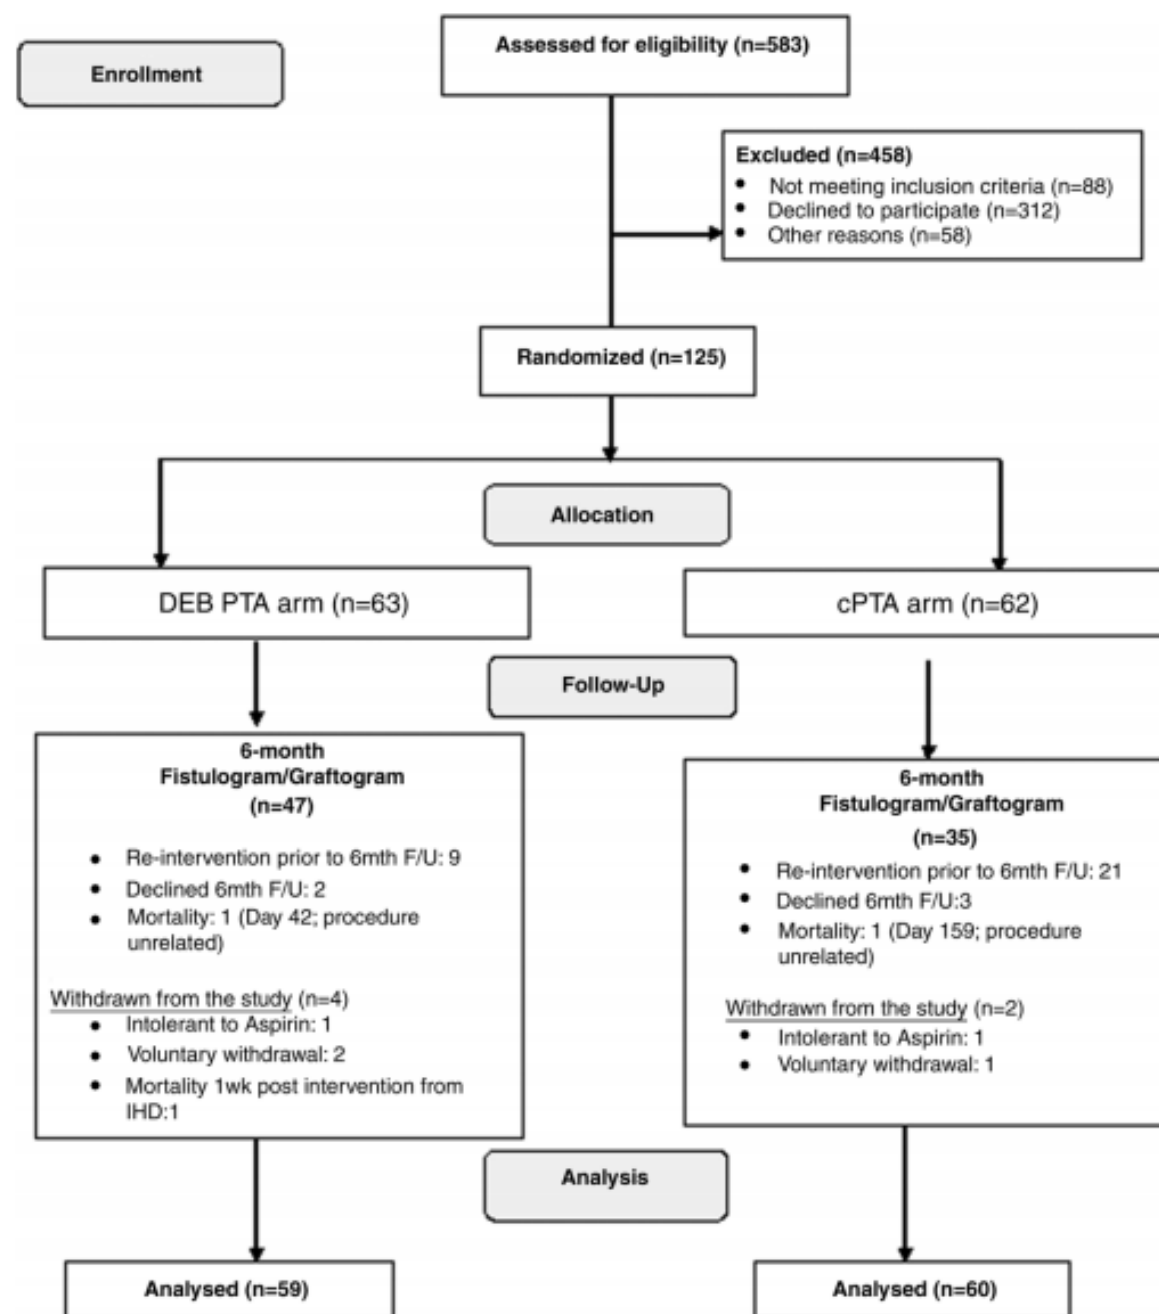 Assessed for eligibility (n=583)
Enrollment
Excluded (n=458)
• Not meeting inclusion criteria (n=88)
• Declined to participate (n=312)
• Other reasons (n=58)
Randomized (n=125)
Allocation
DEB PTA arm (n=63)
cPTA arm (n=62)
Follow-Up
6-month
Fistulogram/Graftogram
(n=47)
• Re-intervention prior to 6mth F/U: 9
• Declined 6mth F/U: 2
• Mortality: 1 (Day 42; procedure
unrelated)
Withdrawn from the study (n=4)
• Intolerant to Aspirin: 1
• Voluntary withdrawal: 2
• Mortality 1wk post intervention from
IHD:1
6-month
Fistulogram/Graftogram
(n=35)
• Re-intervention prior to 6mth F/U: 21
• Declined 6mth F/U:3
• Mortality: 1 (Day 159; procedure
unrelated)
Withdrawn from the study (n=2)
• Intolerant to Aspirin: 1
• Voluntary withdrawal: 1
Analysis
Analysed (n=59)
Analysed (n=60)